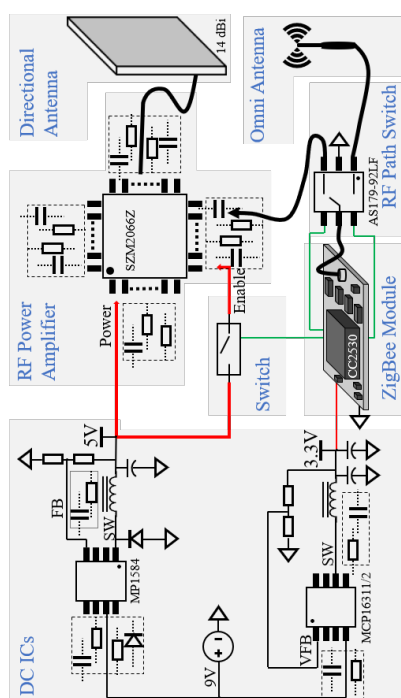 Directional
Antenna
14 dBi
Omni Antenna
RF Power
Amplifier
SZM2066Z
Power
Enable
RF Path Switch
AS179-92LF
Switch
ZigBee Module
CC2530
DC ICs
5V
FB
SW
MP1584
3.3V
SW
VFB
MCP16311/2
9V
+
-